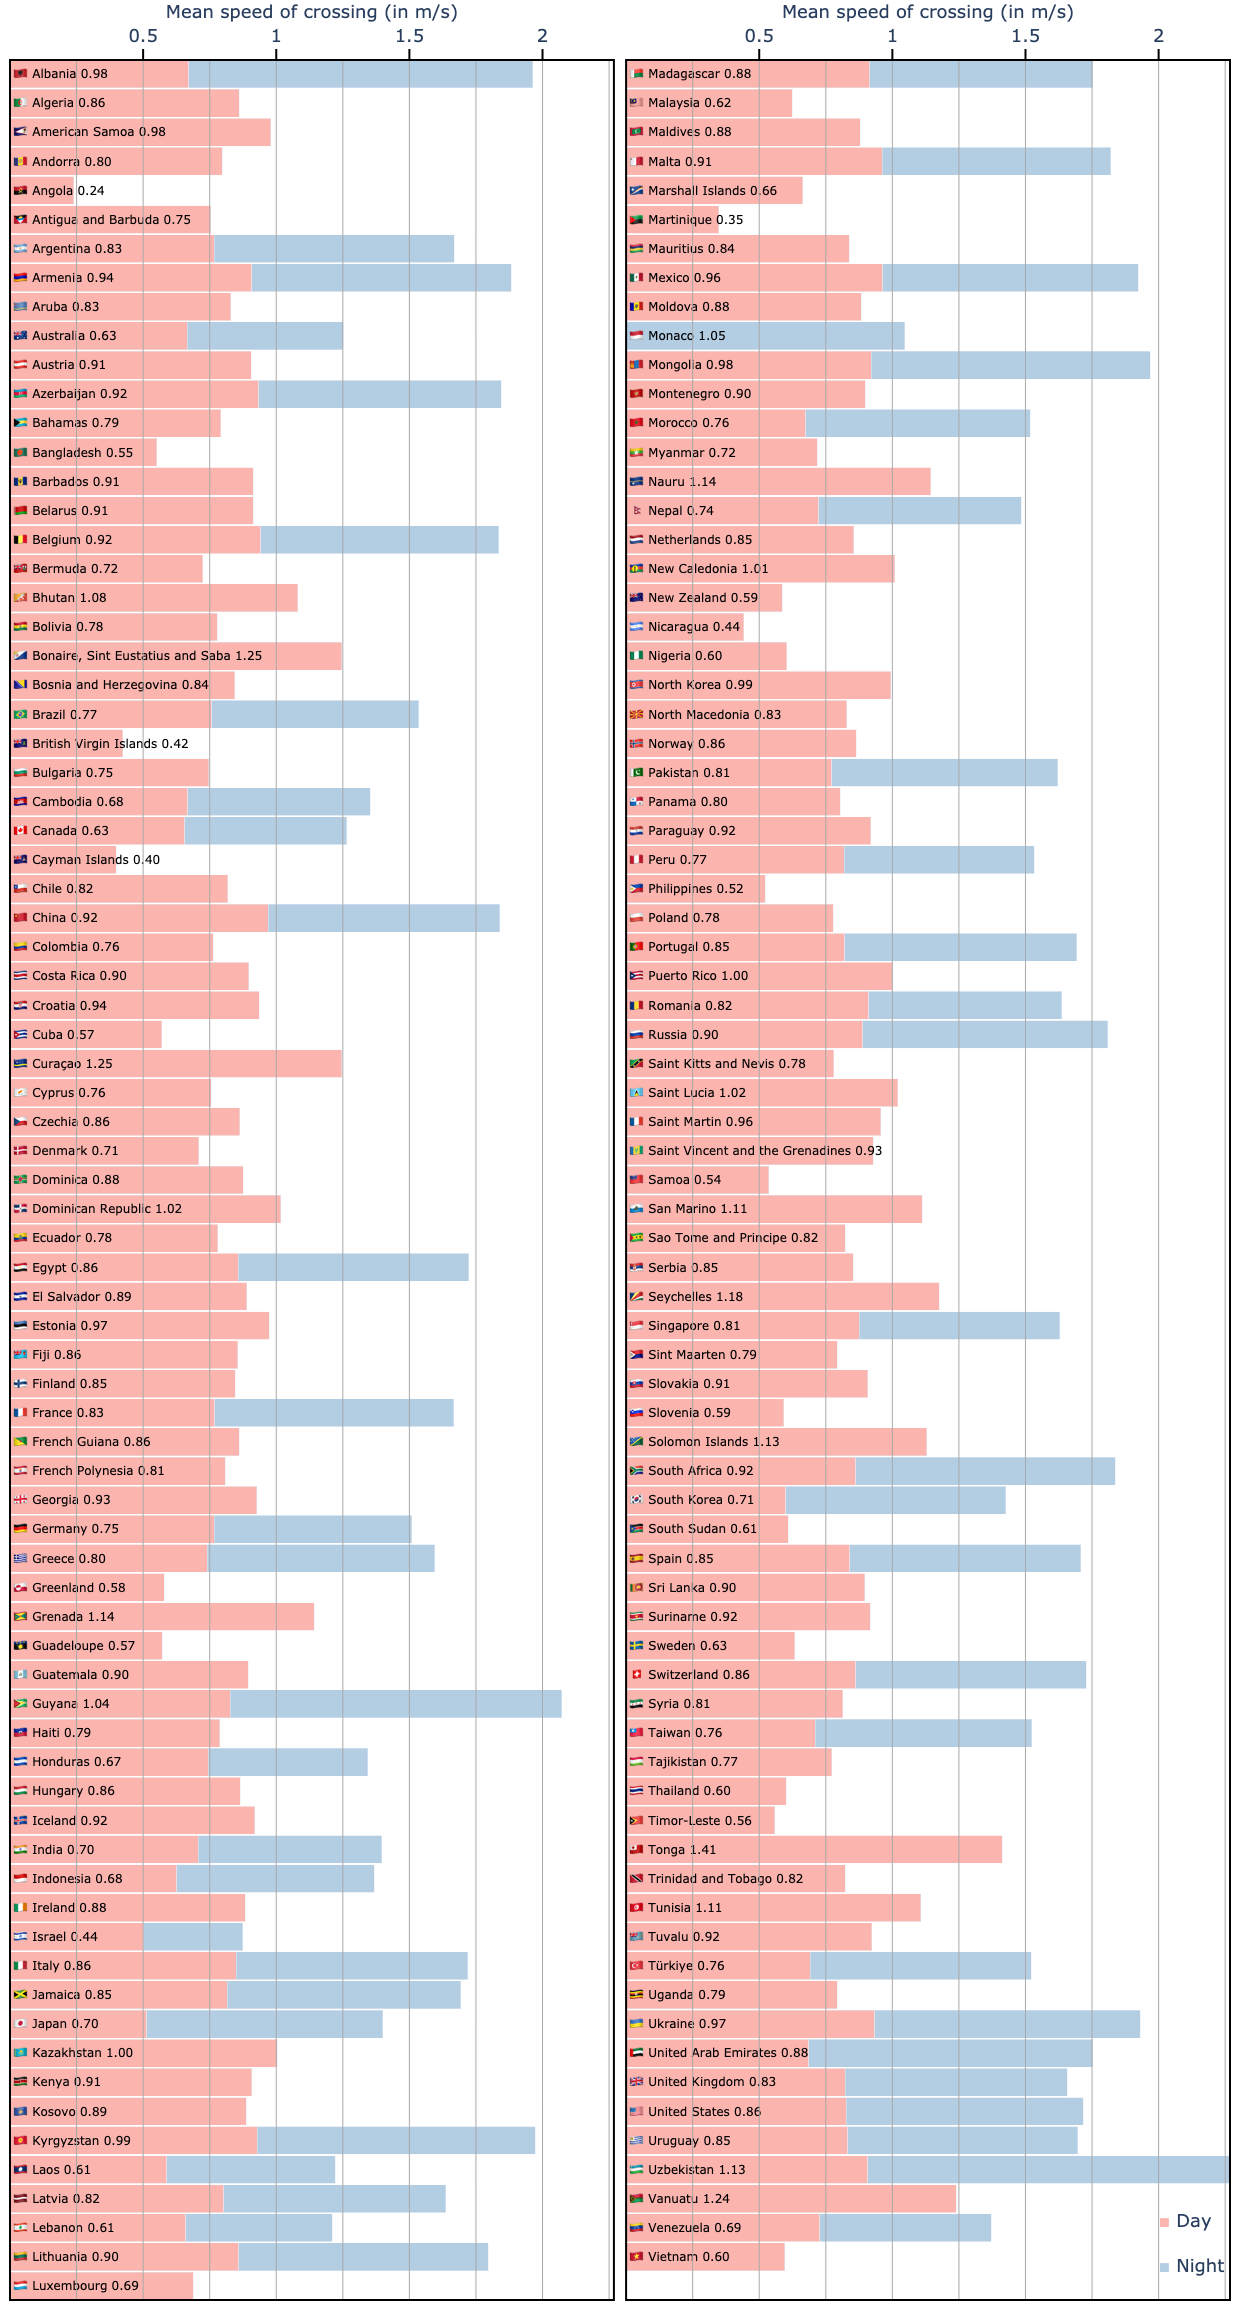 Mean speed of crossing (in m/s)
0.5 1 1.5 2
Albania 0.98
Algeria 0.86
American Samoa 0.98
Andorra 0.80
Angola 0.24
Antigua and Barbuda 0.75
Argentina 0.83
Armenia 0.94
Aruba 0.83
Australia 0.63
Austria 0.91
Azerbaijan 0.92
Bahamas 0.79
Bangladesh 0.55
Barbados 0.91
Belarus 0.91
Belgium 0.92
Bermuda 0.72
Bhutan 1.08
Bolivia 0.78
Bonaire, Sint Eustatius and Saba 1.25
Bosnia and Herzegovina 0.84
Brazil 0.77
British Virgin Islands 0.42
Bulgaria 0.75
Cambodia 0.68
Canada 0.63
Cayman Islands 0.40
Chile 0.82
China 0.92
Colombia 0.76
Costa Rica 0.90
Croatia 0.94
Cuba 0.57
Curaçao 1.25
Cyprus 0.76
Czechia 0.86
Denmark 0.71
Dominica 0.88
Dominican Republic 1.02
Ecuador 0.78
Egypt 0.86
El Salvador 0.89
Estonia 0.97
Fiji 0.86
Finland 0.85
France 0.83
French Guiana 0.86
French Polynesia 0.81
Georgia 0.93
Germany 0.75
Greece 0.80
Greenland 0.58
Grenada 1.14
Guadeloupe 0.57
Guatemala 0.90
Guyana 1.04
Haiti 0.79
Honduras 0.67
Hungary 0.86
Iceland 0.92
India 0.70
Indonesia 0.68
Ireland 0.88
Israel 0.44
Italy 0.86
Jamaica 0.85
Japan 0.70
Kazakhstan 1.00
Kenya 0.91
Kosovo 0.89
Kyrgyzstan 0.99
Laos 0.61
Latvia 0.82
Lebanon 0.61
Lithuania 0.90
Luxembourg 0.69
Mean speed of crossing (in m/s)
0.5 1 1.5 2
Madagascar 0.88
Malaysia 0.62
Maldives 0.88
Malta 0.91
Marshall Islands 0.66
Martinique 0.35
Mauritius 0.84
Mexico 0.96
Moldova 0.88
Monaco 1.05
Mongolia 0.98
Montenegro 0.90
Morocco 0.76
Myanmar 0.72
Nauru 1.14
Nepal 0.74
Netherlands 0.85
New Caledonia 1.01
New Zealand 0.59
Nicaragua 0.44
Nigeria 0.60
North Korea 0.99
North Macedonia 0.83
Norway 0.86
Pakistan 0.81
Panama 0.80
Paraguay 0.92
Peru 0.77
Philippines 0.52
Poland 0.78
Portugal 0.85
Puerto Rico 1.00
Romania 0.82
Russia 0.90
Saint Kitts and Nevis 0.78
Saint Lucia 1.02
Saint Martin 0.96
Saint Vincent and the Grenadines 0.93
Samoa 0.54
San Marino 1.11
Sao Tome and Principe 0.82
Serbia 0.85
Seychelles 1.18
Singapore 0.81
Sint Maarten 0.79
Slovakia 0.91
Slovenia 0.59
Solomon Islands 1.13
South Africa 0.92
South Korea 0.71
South Sudan 0.61
Spain 0.85
Sri Lanka 0.90
Suriname 0.92
Sweden 0.63
Switzerland 0.86
Syria 0.81
Taiwan 0.76
Tajikistan 0.77
Thailand 0.60
Timor-Leste 0.56
Tonga 1.41
Trinidad and Tobago 0.82
Tunisia 1.11
Tuvalu 0.92
Türkiye 0.76
Uganda 0.79
Ukraine 0.97
United Arab Emirates 0.88
United Kingdom 0.83
United States 0.86
Uruguay 0.85
Uzbekistan 1.13
Vanuatu 1.24
Venezuela 0.69
Vietnam 0.60
Day
Night